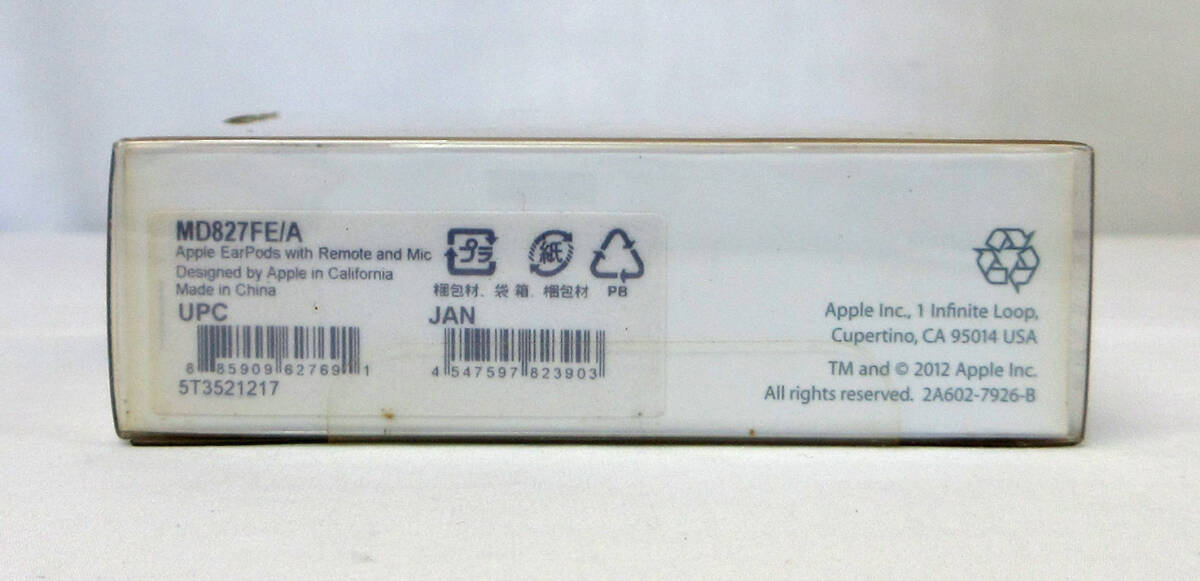 MD827FE/A
Apple EarPods with Remote and Mic
Designed by Apple in California
Made in China
プラ 紙
梱包材、袋 箱、梱包材 PB
UPC
8 85909 62769 1
5T3521217
JAN
4 547597 823903
Apple Inc., 1 Infinite Loop,
Cupertino, CA 95014 USA
TM and © 2012 Apple Inc.
All rights reserved. 2A602-7926-B